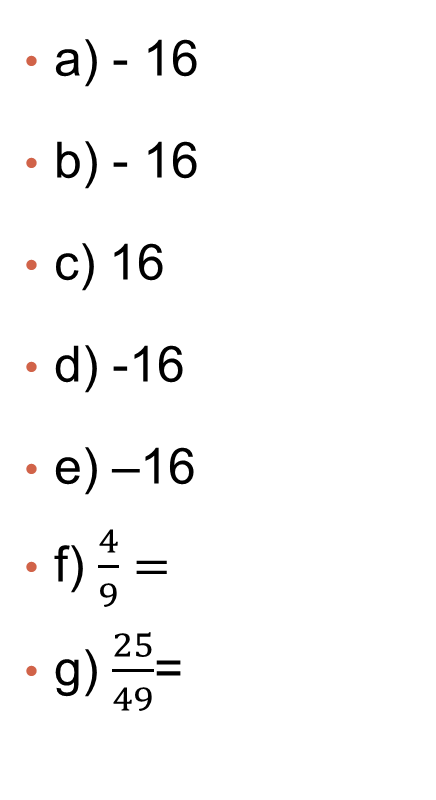 • a) - 16
• b) - 16
• c) 16
• d) -16
• e) –16
• f) 4/9 =
• g) 25/49=